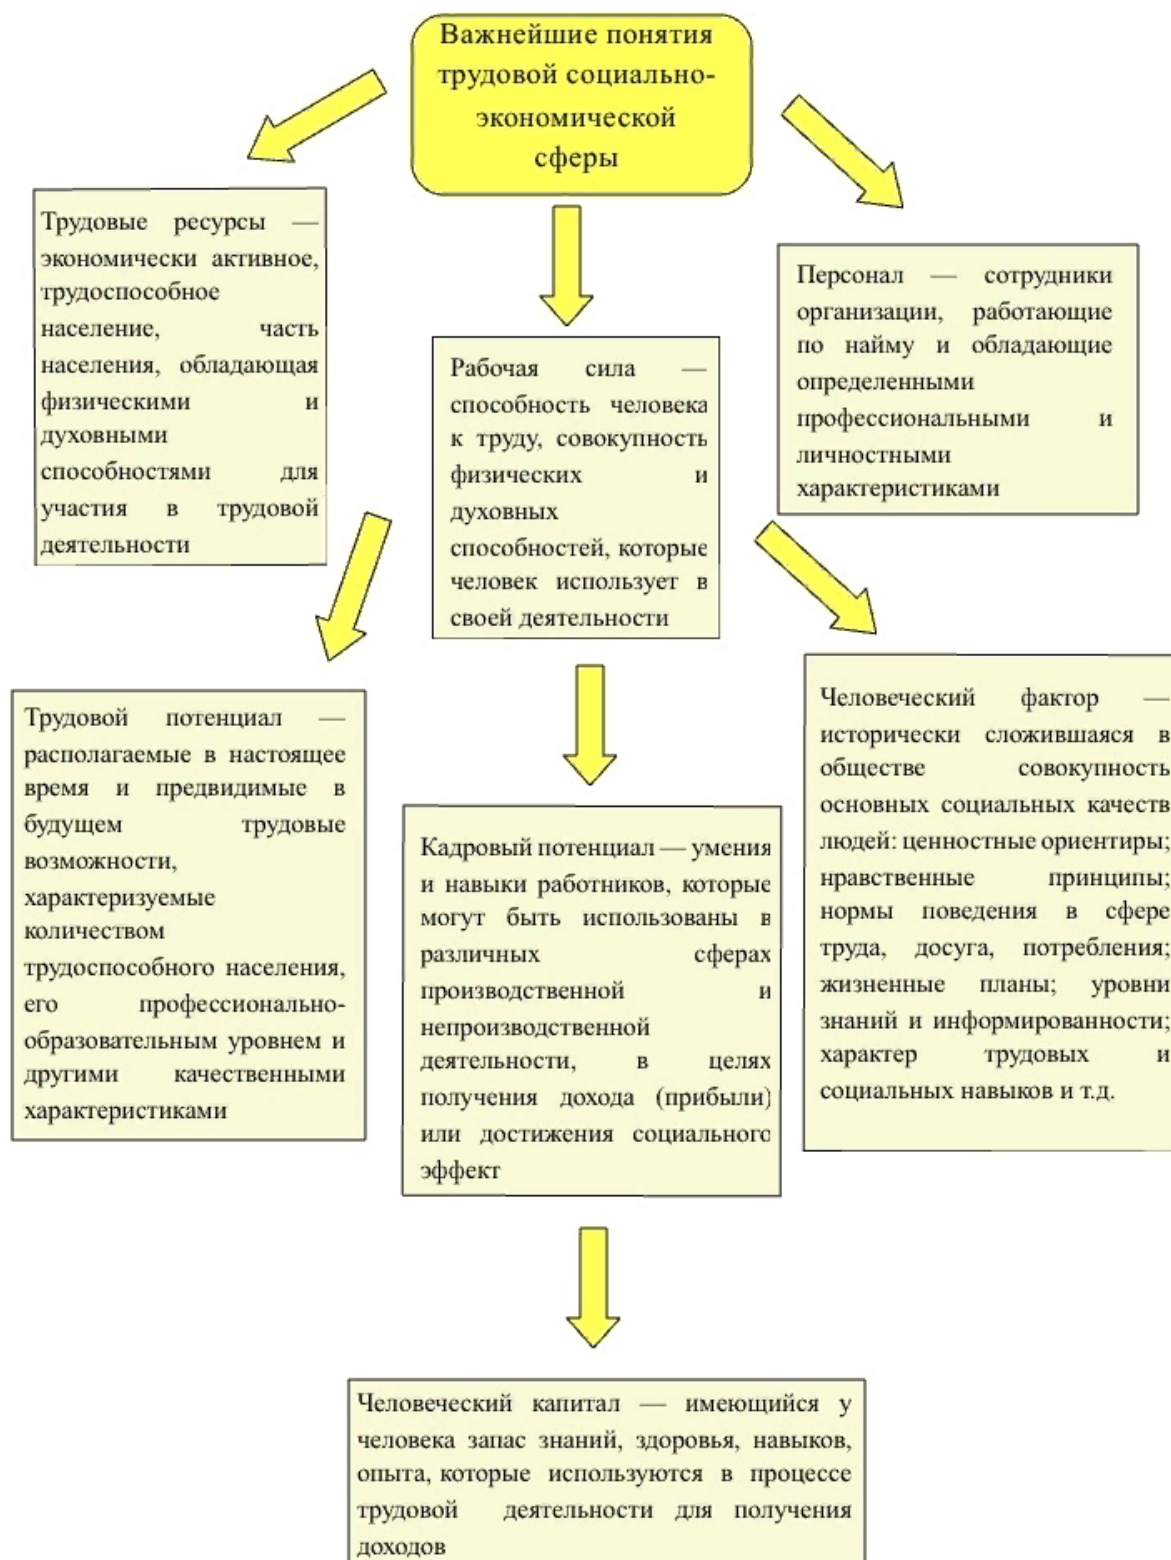 Важнейшие понятия
трудовой социально-
экономической
сферы
Трудовые ресурсы —
экономически активное,
трудоспособное
население, часть
населения, обладающая
физическими и
духовными
способностями для
участия в трудовой
деятельности
Рабочая сила —
способность человека
к труду, совокупность
физических и
духовных
способностей, которые
человек использует в
своей деятельности
Персонал — сотрудники
организации, работающие
по найму и обладающие
определенными
профессиональными и
личностными
характеристиками
Трудовой потенциал —
располагаемые в настоящее
время и предвидимые в
будущем трудовые
возможности,
характеризуемые
количеством
трудоспособного населения,
его профессионально-
образовательным уровнем и
другими качественными
характеристиками
Кадровый потенциал — умения
и навыки работников, которые
могут быть использованы в
различных сферах
производственной и
непроизводственной
деятельности, в целях
получения дохода (прибыли)
или достижения социального
эффект
Человеческий фактор —
исторически сложившаяся в
обществе совокупность
основных социальных качеств
людей: ценностные ориентиры;
нравственные принципы;
нормы поведения в сфере
труда, досуга, потребления;
жизненные планы; уровни
знаний и информированности;
характер трудовых и
социальных навыков и т.д.
Человеческий капитал — имеющийся у
человека запас знаний, здоровья, навыков,
опыта, которые используются в процессе
трудовой деятельности для получения
доходов